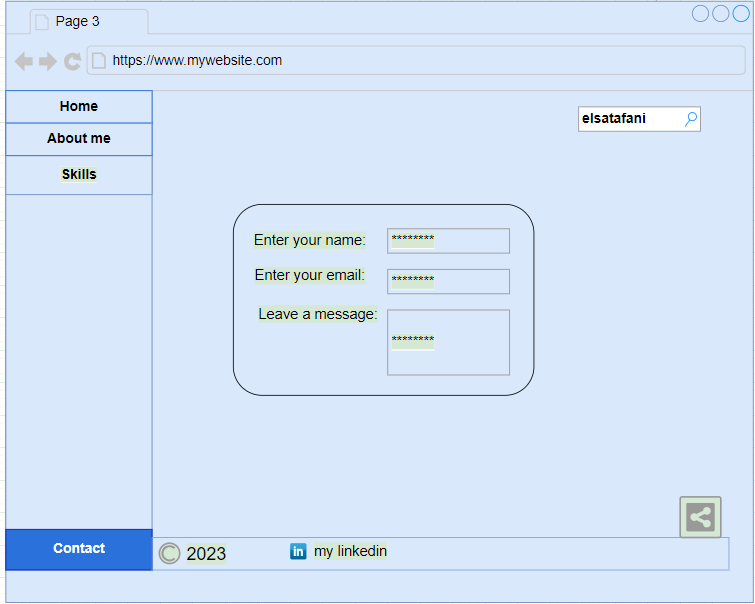 Page 3
https://www.mywebsite.com
Home
elsatafani
About me
Skills
Enter your name: ********
Enter your email: ********
Leave a message:
********
Contact
© 2023 in my linkedin